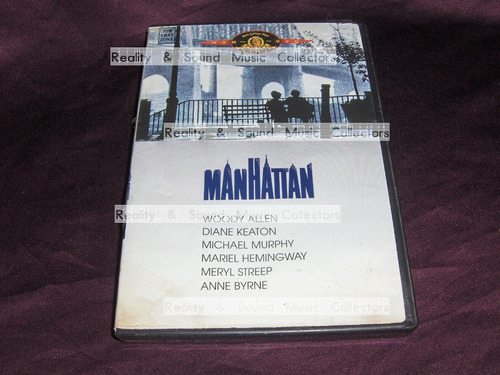 Reality & Sound Music Collectors
Reality & Sound Music Collectors
MANHATTAN
WOODY ALLEN
Reality & Sound Music Collectors
DIANE KEATON
MICHAEL MURPHY
MARIEL HEMINGWAY
MERYL STREEP
ANNE BYRNE
Reality & Sound Music Collectors